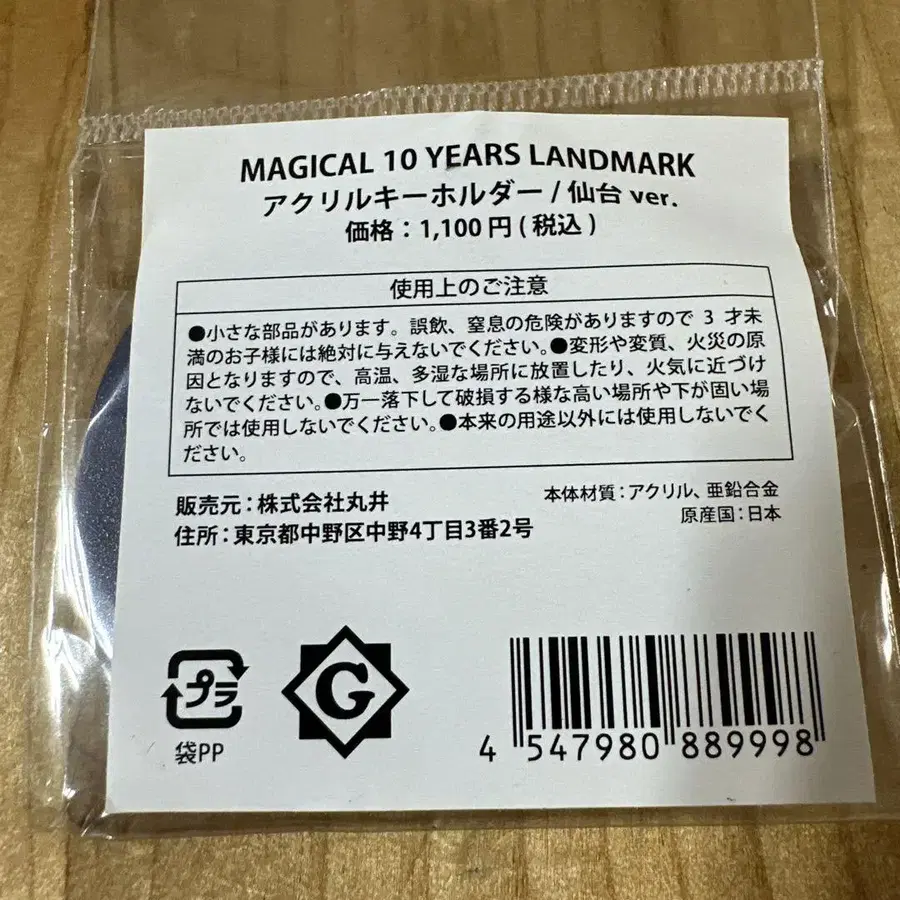 MAGICAL 10 YEARS LANDMARK
アクリルキーホルダー / 仙台 ver.
価格：1,100 円 ( 税込 )
使用上のご注意
●小さな部品があります。誤飲、窒息の危険がありますので 3 才未
満のお子様には絶対に与えないでください。●変形や変質、火災の原
因となりますので、高温、多湿な場所に放置したり、火気に近づけ
ないでください。●万一落下して破損する様な高い場所や下が固い場
所では使用しないでください。●本来の用途以外には使用しないでく
ださい。
販売元：株式会社丸井
住所：東京都中野区中野4丁目3番2号
本体材質：アクリル、亜鉛合金
原産国：日本
プラ
袋PP
G
4 547980 889998